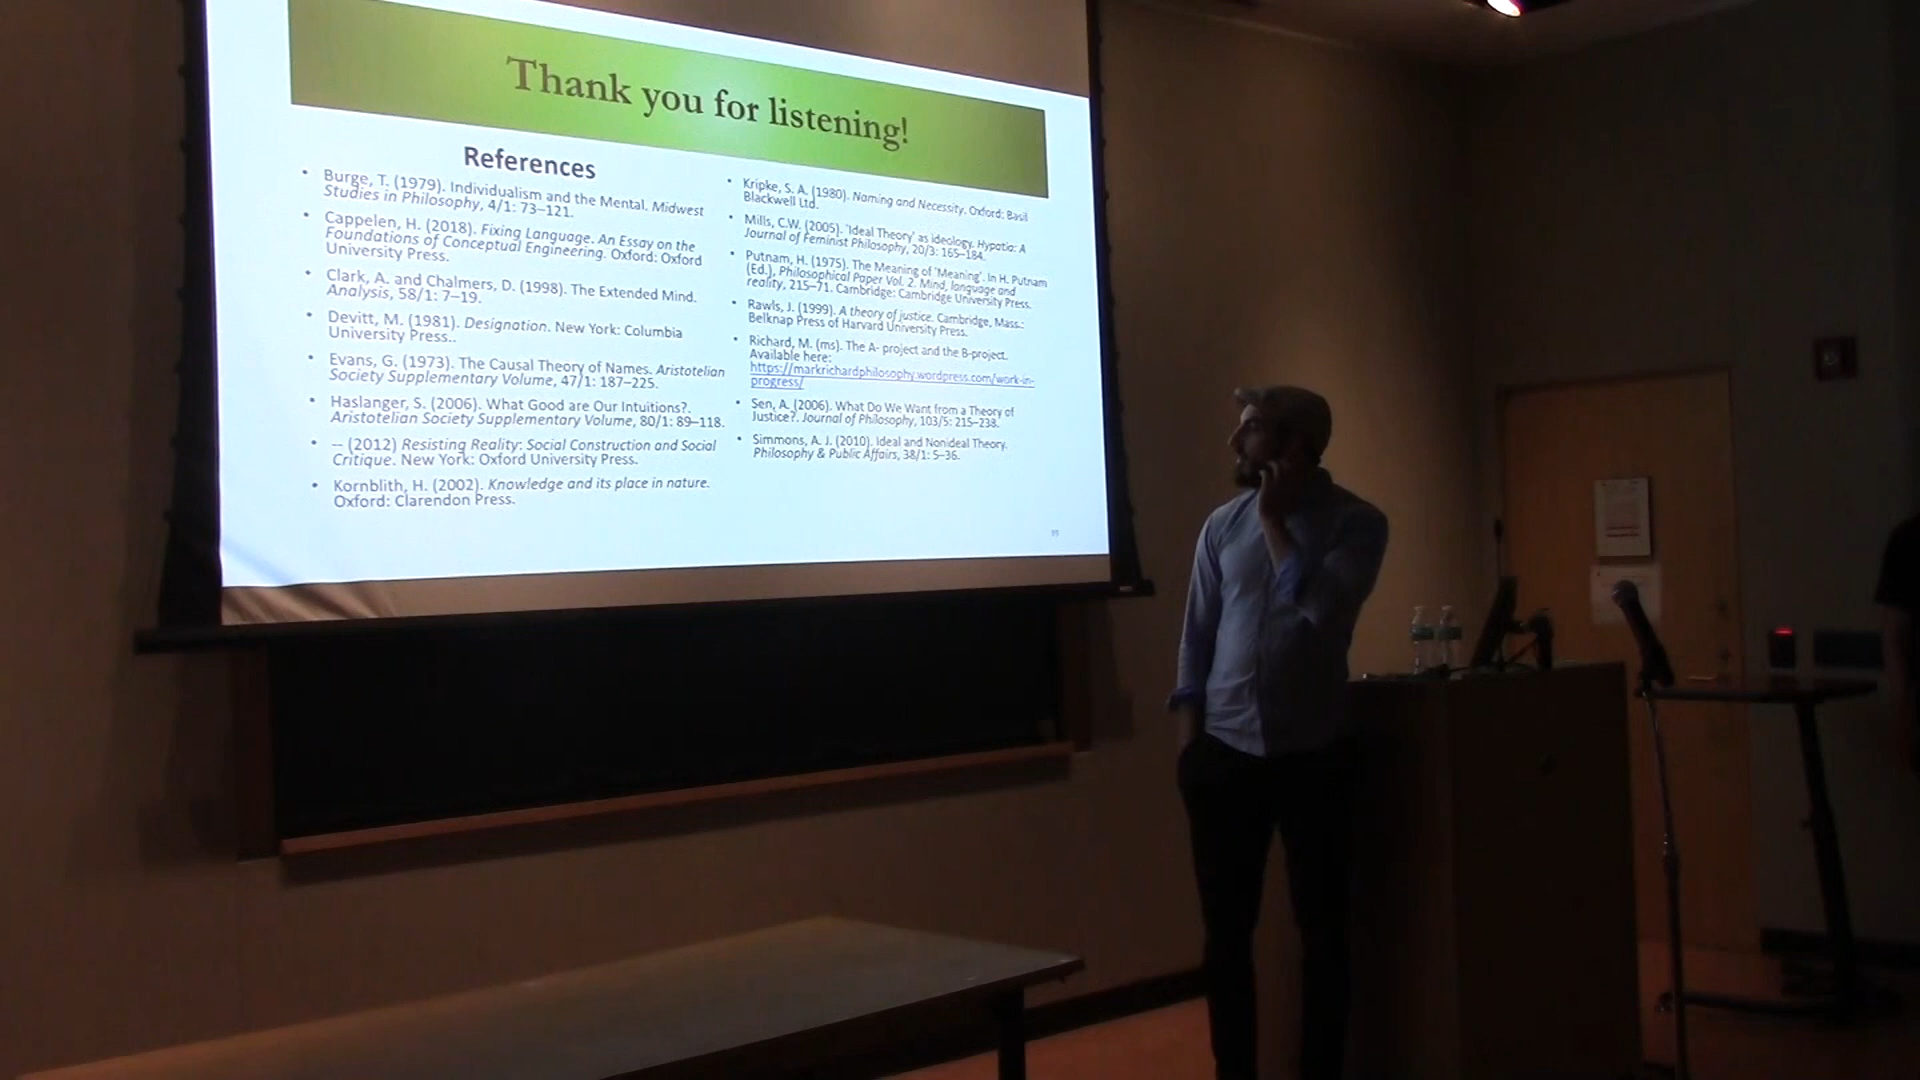 Thank you for listening!
References
• Burge, T. (1979). Individualism and the Mental. Midwest
Studies in Philosophy, 4/1: 73–121.
• Cappelen, H. (2018). Fixing Language. An Essay on the
Foundations of Conceptual Engineering. Oxford: Oxford
University Press.
• Clark, A. and Chalmers, D. (1998). The Extended Mind.
Analysis, 58/1: 7–19.
• Devitt, M. (1981). Designation. New York: Columbia
University Press..
• Evans, G. (1973). The Causal Theory of Names. Aristotelian
Society Supplementary Volume, 47/1: 187–225.
• Haslanger, S. (2006). What Good are Our Intuitions?.
Aristotelian Society Supplementary Volume, 80/1: 89–118.
• -- (2012) Resisting Reality: Social Construction and Social
Critique. New York: Oxford University Press.
• Kornblith, H. (2002). Knowledge and its place in nature.
Oxford: Clarendon Press.
• Kripke, S. A. (1980). Naming and Necessity. Oxford: Basil
Blackwell Ltd.
• Mills, C.W. (2005). 'Ideal Theory' as Ideology. Hypatia: A
Journal of Feminist Philosophy, 20/3: 165–184.
• Putnam, H. (1975). The Meaning of 'Meaning'. In H. Putnam
(Ed.), Philosophical Paper Vol. 2. Mind, language and
reality, 215–71. Cambridge: Cambridge University Press.
• Rawls, J. (1999). A theory of justice. Cambridge, Mass.:
Belknap Press of Harvard University Press.
• Richard, M. (ms). The A- project and the B-project.
Available here:
https://markrichardphilosophy.wordpress.com/work-in-
progress/
• Sen, A. (2006). What Do We Want from a Theory of
Justice?. Journal of Philosophy, 103/5: 215–238.
• Simmons, A. J. (2010). Ideal and Nonideal Theory.
Philosophy & Public Affairs, 38/1: 5–36.